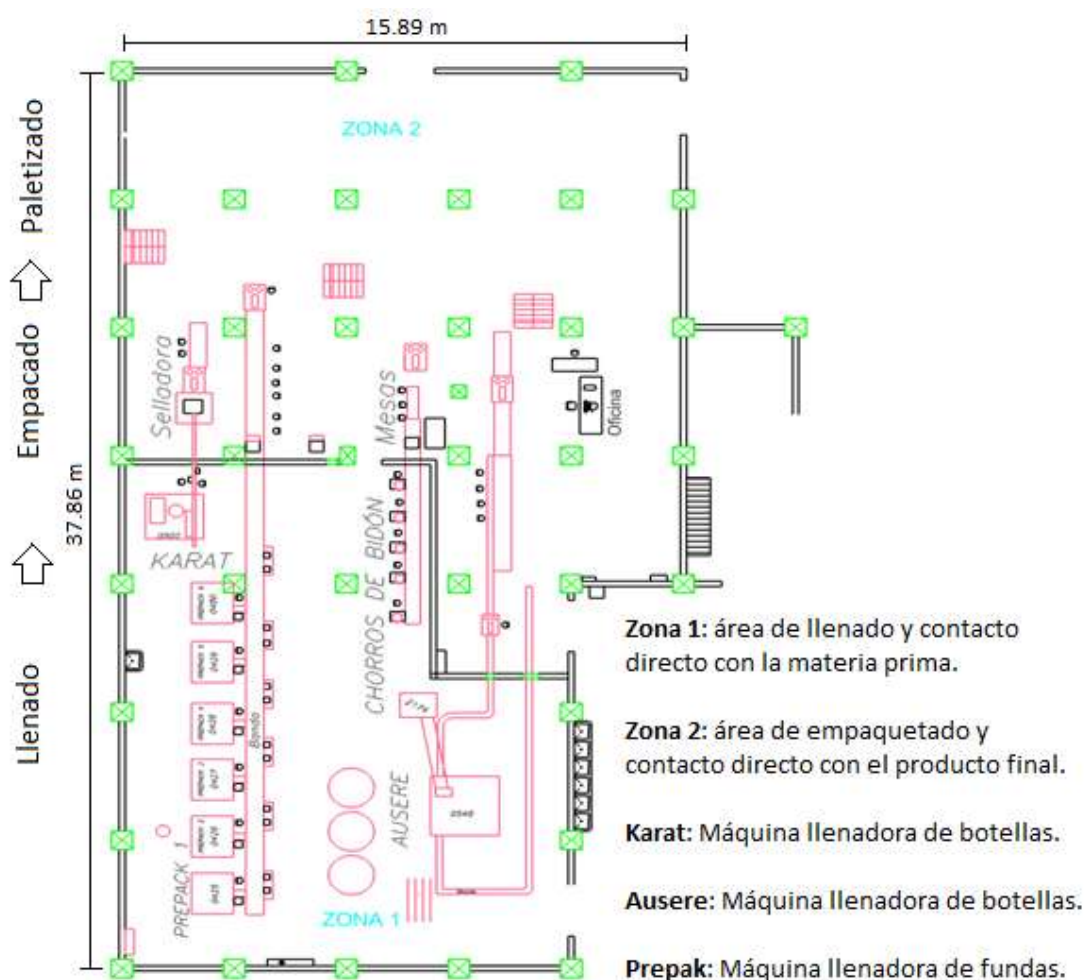 15.89 m
37.86 m
ZONA 2
Paletizado
Empacado
Llenado
Selladora
Mesas
Oficina
KARAT
CHORROS DE BIDÓN
Banda
AUSERE
PREPACK 1
ZONA 1
Zona 1: área de llenado y contacto
directo con la materia prima.
Zona 2: área de empaquetado y
contacto directo con el producto final.
Karat: Máquina llenadora de botellas.
Ausere: Máquina llenadora de botellas.
Prepak: Máquina llenadora de fundas.